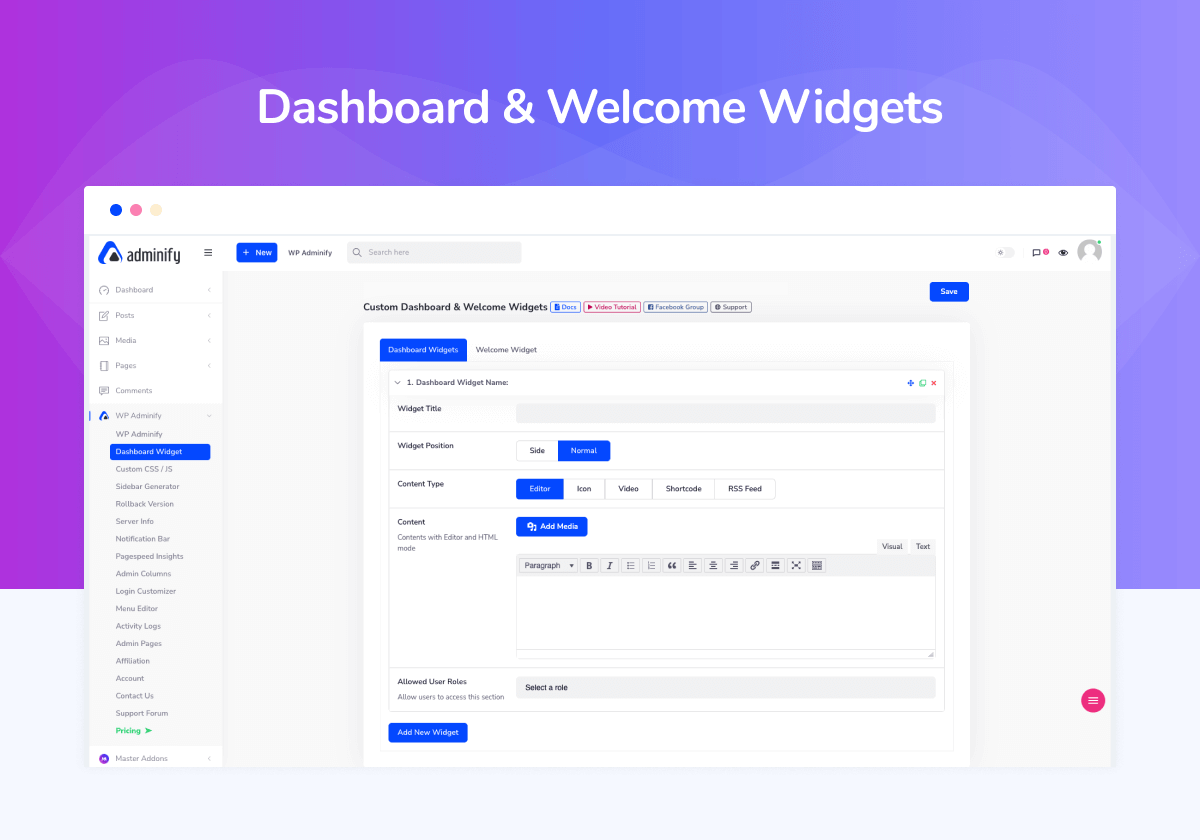 Dashboard & Welcome Widgets
adminify
New
WP Adminify
Search here
Dashboard
Posts
Media
Pages
Comments
WP Adminify
WP Adminify
Dashboard Widget
Custom CSS / JS
Sidebar Generator
Rollback Version
Server Info
Notification Bar
Pagespeed Insights
Admin Columns
Login Customizer
Menu Editor
Activity Logs
Admin Pages
Affiliation
Account
Contact Us
Support Forum
Pricing ➤
Master Addons
Save
Custom Dashboard & Welcome Widgets Docs Video Tutorial Facebook Group Support
Dashboard Widgets Welcome Widget
1. Dashboard Widget Name:
Widget Title
Widget Position Side Normal
Content Type Editor Icon Video Shortcode RSS Feed
Content Add Media
Contents with Editor and HTML
mode
Visual Text
Paragraph B I
Allowed User Roles
Allow users to access this section
Select a role
Add New Widget